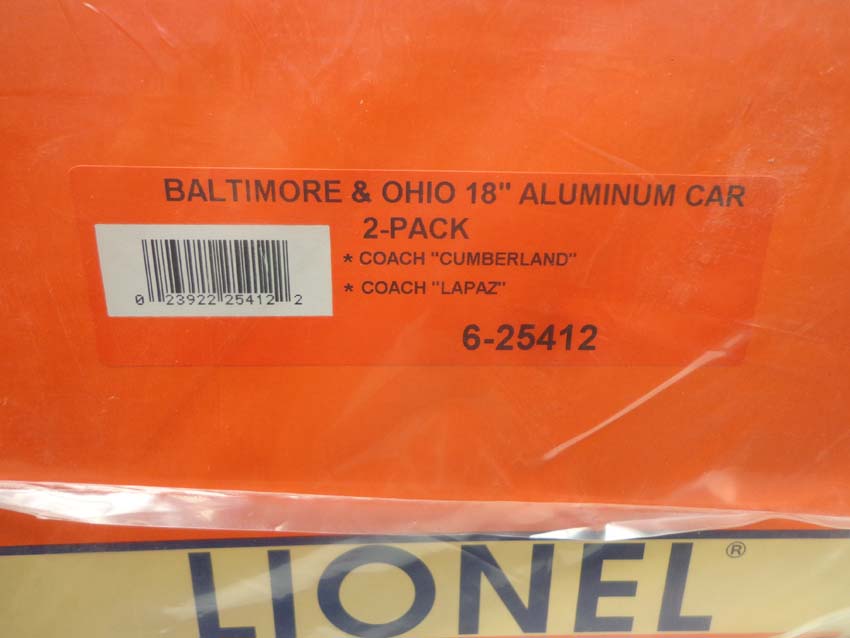 BALTIMORE & OHIO 18" ALUMINUM CAR
2-PACK
* COACH "CUMBERLAND"
* COACH "LAPAZ"
0 23922 25412 2
6-25412
LIONEL®